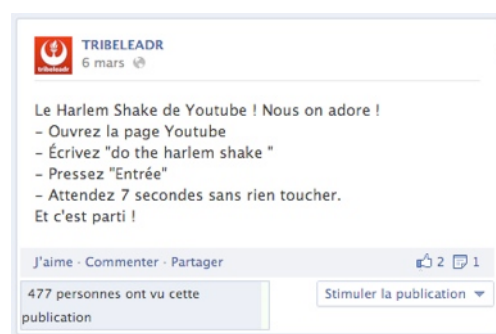 TRIBELEADR
6 mars
tribeleadr
Le Harlem Shake de Youtube ! Nous on adore !
– Ouvrez la page Youtube
– Écrivez "do the harlem shake "
– Pressez "Entrée"
– Attendez 7 secondes sans rien toucher.
Et c'est parti !
J'aime · Commenter · Partager 2 1
477 personnes ont vu cette Stimuler la publication
publication